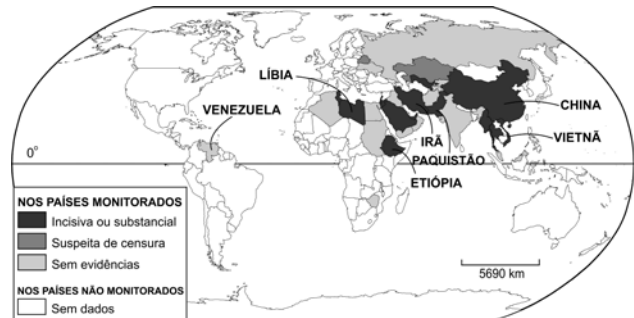 LÍBIA
VENEZUELA
CHINA
VIETNÃ
IRÃ
PAQUISTÃO
ETIÓPIA
0°
NOS PAÍSES MONITORADOS
Incisiva ou substancial
Suspeita de censura
Sem evidências
NOS PAÍSES NÃO MONITORADOS
Sem dados
5690 km